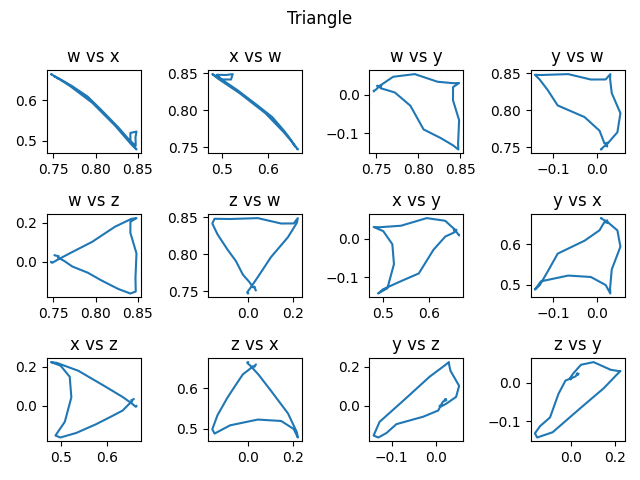 Triangle
w vs x
x vs w
w vs y
y vs w
0.6
0.5
0.75 0.80 0.85
0.85
0.80
0.75
0.5 0.6
0.0
−0.1
0.75 0.80 0.85
0.85
0.80
0.75
−0.1 0.0
w vs z
z vs w
x vs y
y vs x
0.2
0.0
0.75 0.80 0.85
0.85
0.80
0.75
0.0 0.2
0.0
−0.1
0.5 0.6
0.6
0.5
−0.1 0.0
x vs z
z vs x
y vs z
z vs y
0.2
0.0
0.5 0.6
0.6
0.5
0.0 0.2
0.2
0.0
−0.1 0.0
0.0
−0.1
0.0 0.2